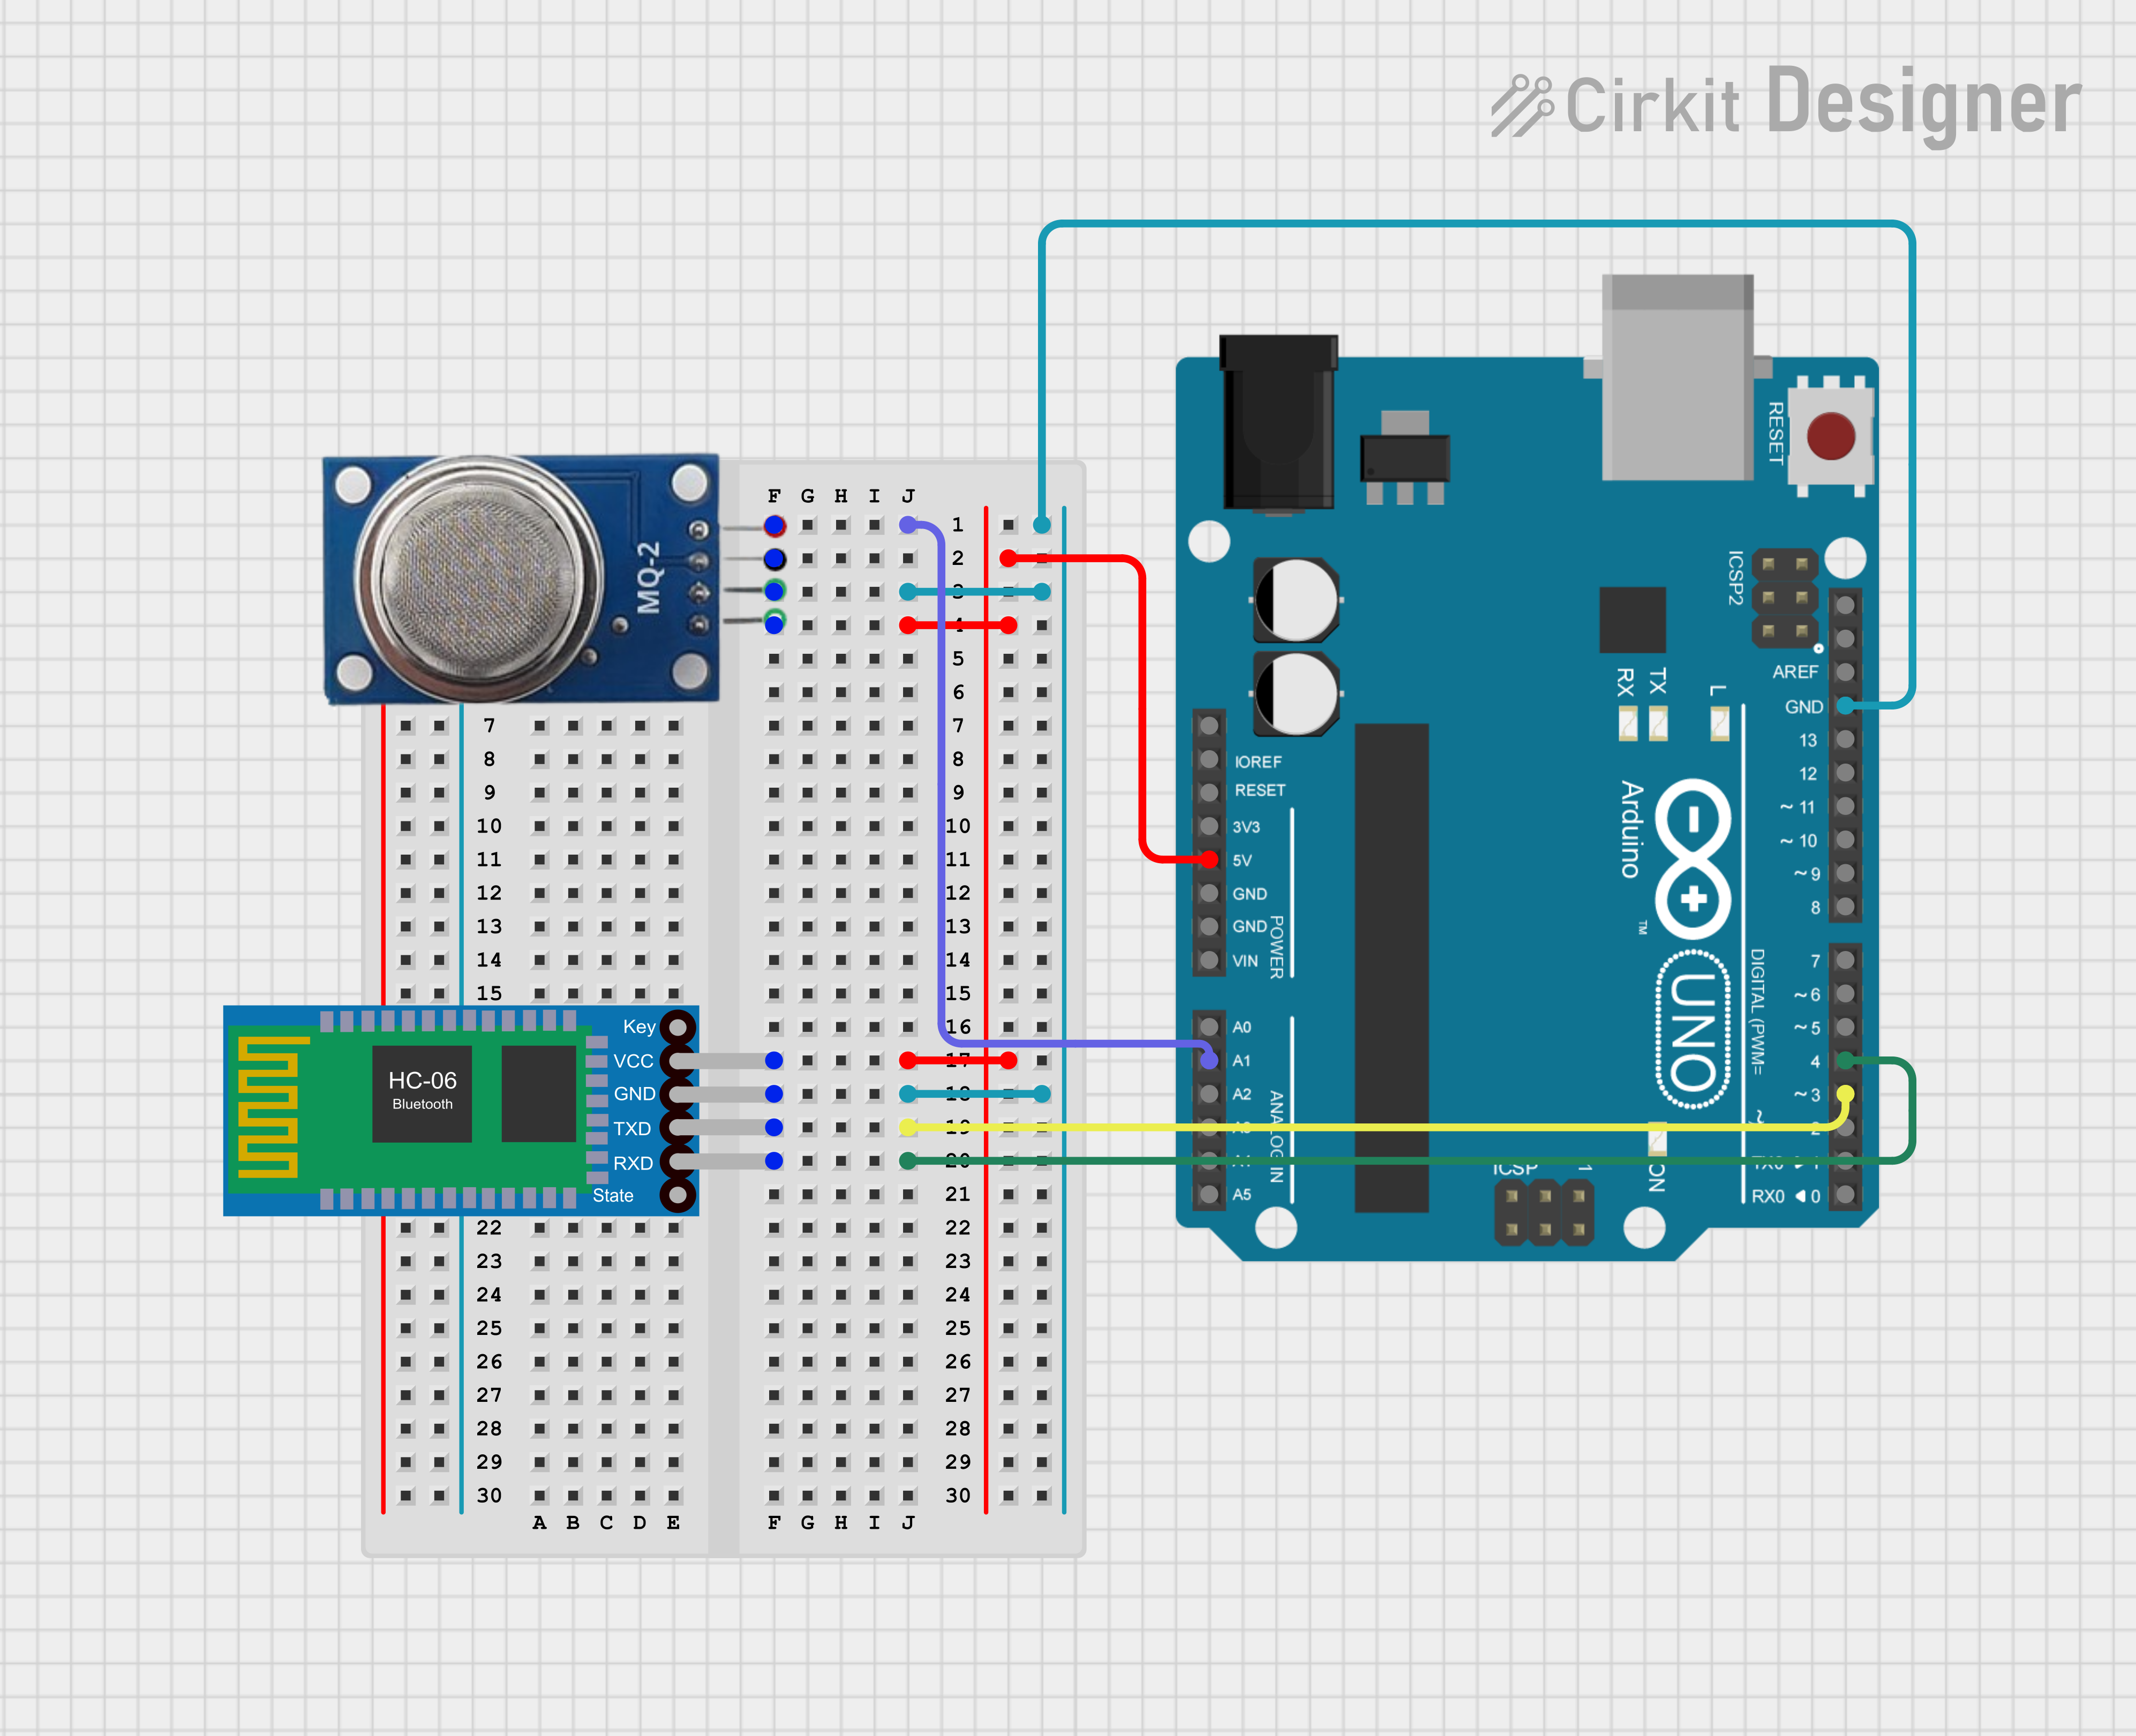 Cirkit Designer
MQ-2
F G H I J
1
2
3
4
5
6
7 7
8 8
9 9
10 10
11 11
12 12
13 13
14 14
15 15
16
17
18
19
20
21
22 22
23 23
24 24
25 25
26 26
27 27
28 28
29 29
30 30
A B C D E F G H I J
HC-06
Bluetooth
Key
VCC
GND
TXD
RXD
State
RESET
ICSP2
AREF
GND
13
12
~ 11
~ 10
~ 9
8
7
~ 6
~ 5
4
~ 3
2
TX0 1
RX0 ◀ 0
DIGITAL (PWM= ~
RX
TX
L
Arduino
TM
UNO
ON
ICSP
1
IOREF
RESET
3V3
5V
GND
GND
VIN
POWER
A0
A1
A2
A3
A4
A5
ANALOG IN